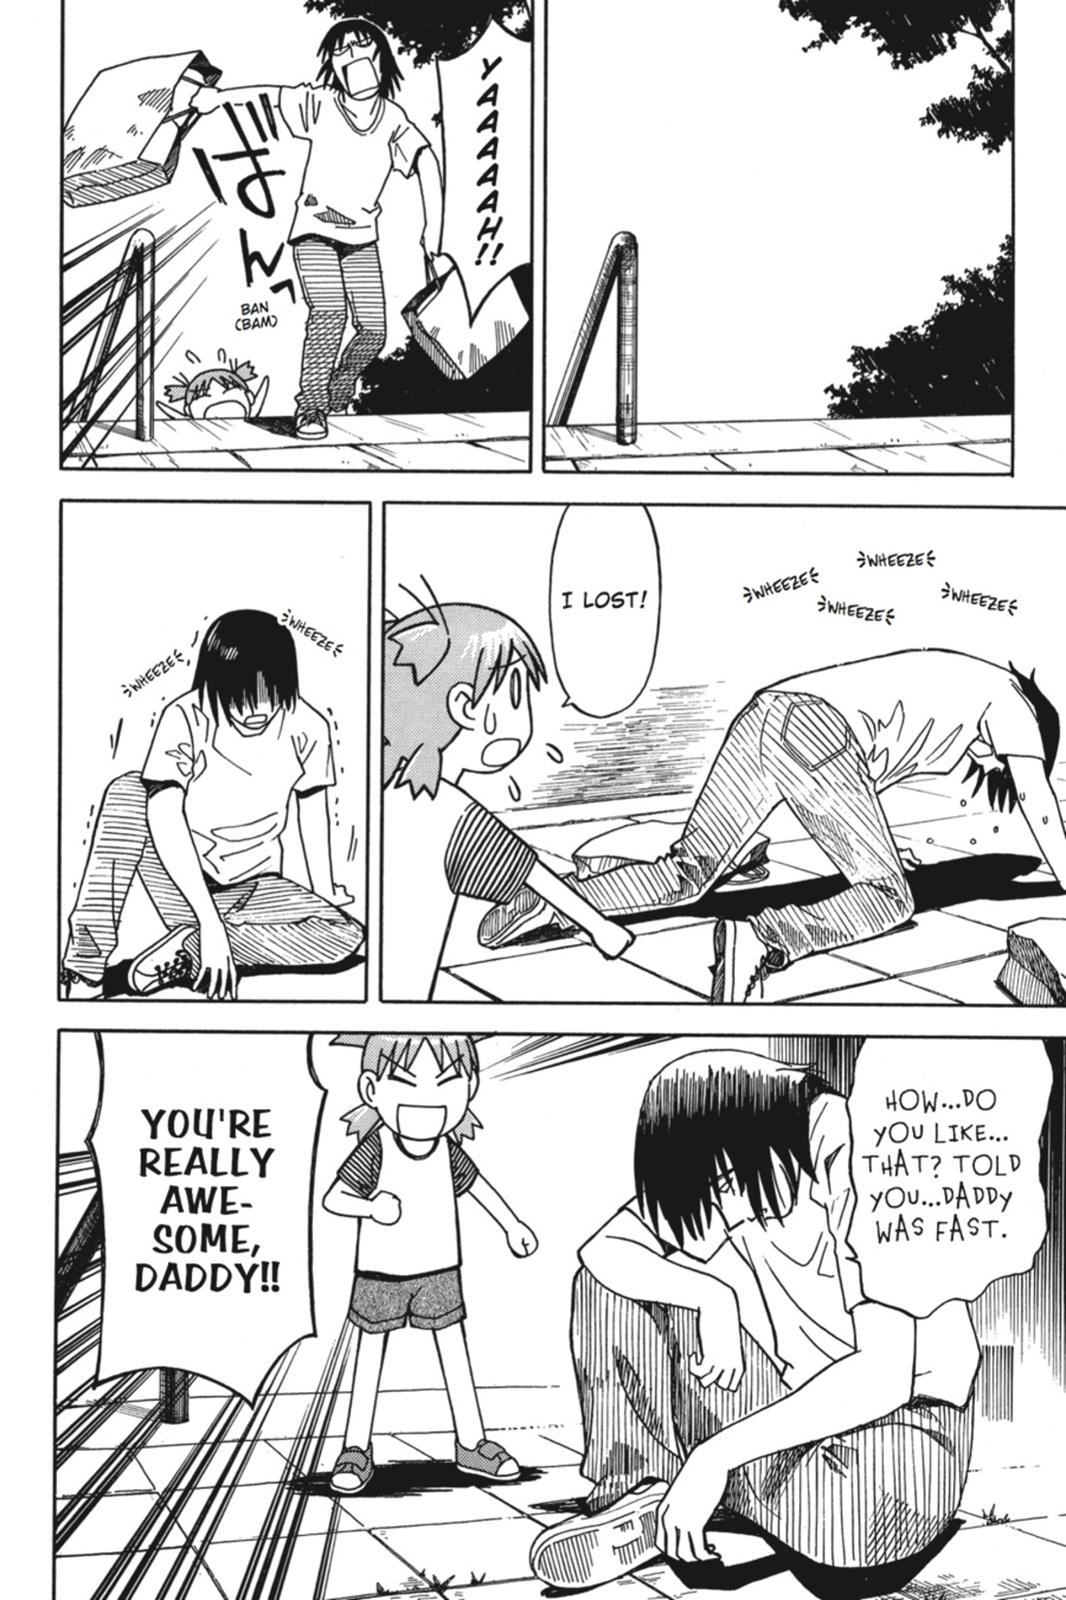 YAAAAAH!!
ばんっ
BAN
(BAM)
WHEEZE
WHEEZE
WHEEZE
WHEEZE
I LOST!
WHEEZE
WHEEZE
HOW...DO
YOU LIKE...
THAT? TOLD
YOU...DADDY
WAS FAST.
YOU'RE
REALLY
AWE-
SOME,
DADDY!!